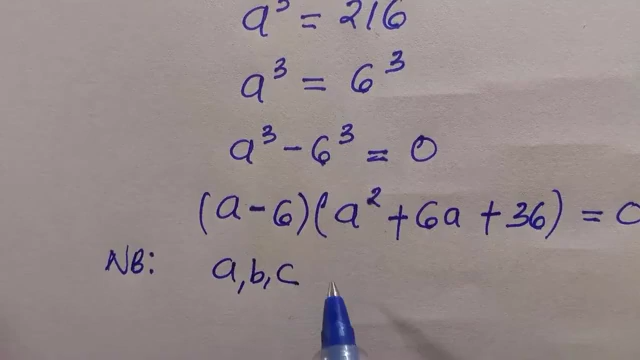 a³ = 216
a³ = 6³
a³ - 6³ = 0
(a - 6)(a² + 6a + 36) = 0
NB: a, b, c